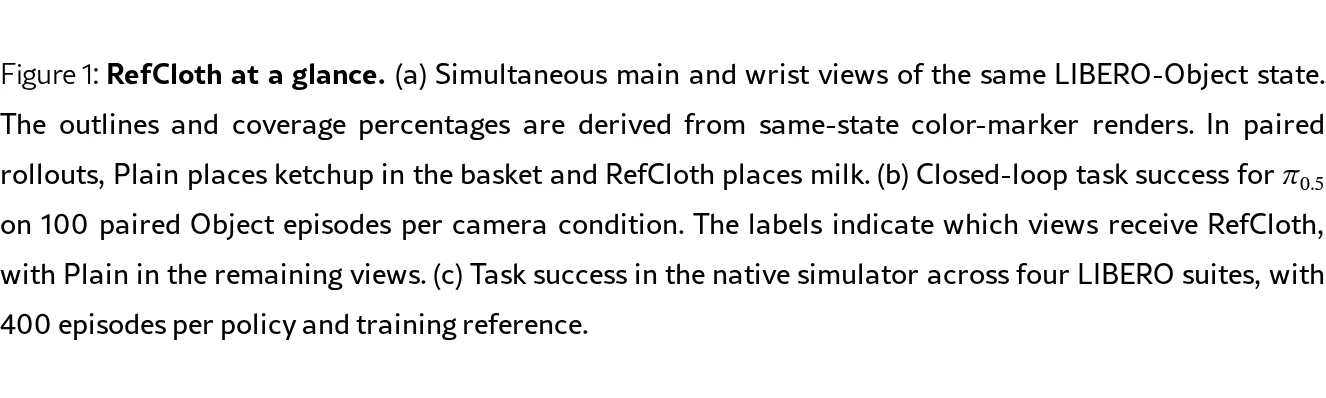 Figure 1: RefCloth at a glance. (a) Simultaneous main and wrist views of the same LIBERO-Object state.
The outlines and coverage percentages are derived from same-state color-marker renders. In paired
rollouts, Plain places ketchup in the basket and RefCloth places milk. (b) Closed-loop task success for π0.5
on 100 paired Object episodes per camera condition. The labels indicate which views receive RefCloth,
with Plain in the remaining views. (c) Task success in the native simulator across four LIBERO suites, with
400 episodes per policy and training reference.